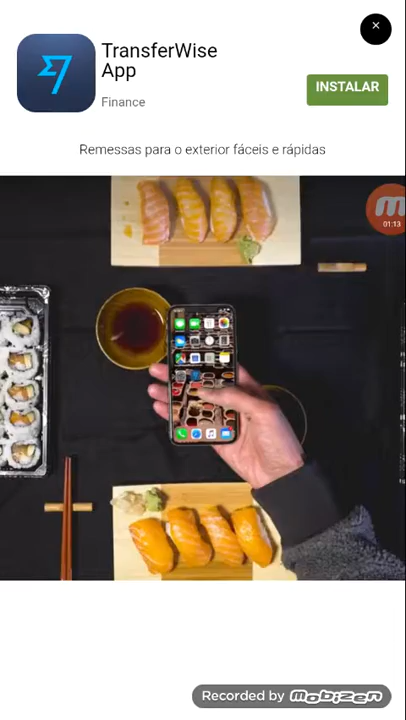 TransferWise
App
Finance
INSTALAR
Remessas para o exterior fáceis e rápidas
01:13
Recorded by mobizen